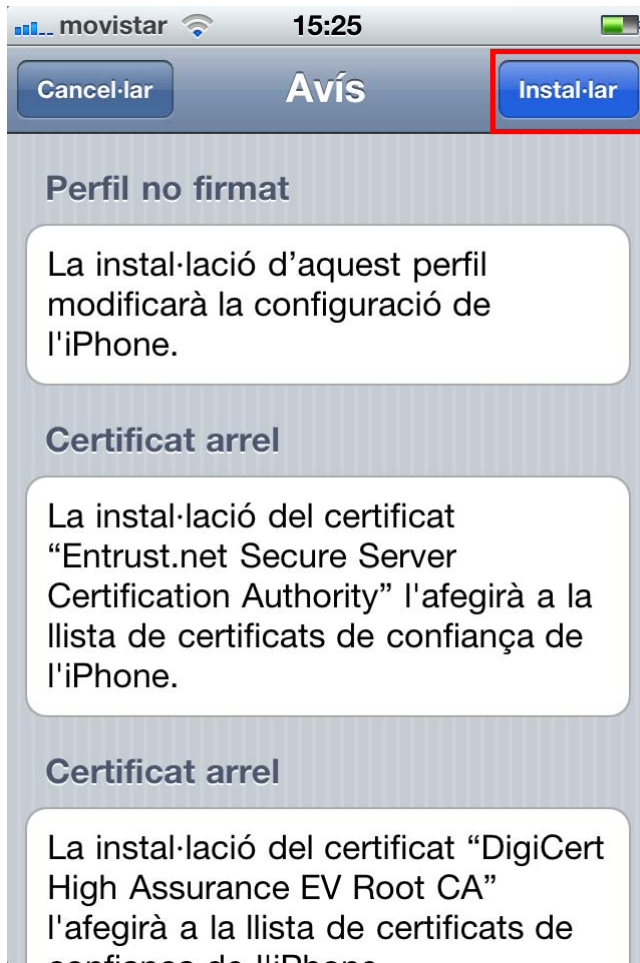 movistar 15:25
Cancel·lar Avís Instal·lar
Perfil no firmat
La instal·lació d’aquest perfil
modificarà la configuració de
l'iPhone.
Certificat arrel
La instal·lació del certificat
“Entrust.net Secure Server
Certification Authority” l'afegirà a la
llista de certificats de confiança de
l'iPhone.
Certificat arrel
La instal·lació del certificat “DigiCert
High Assurance EV Root CA”
l'afegirà a la llista de certificats de